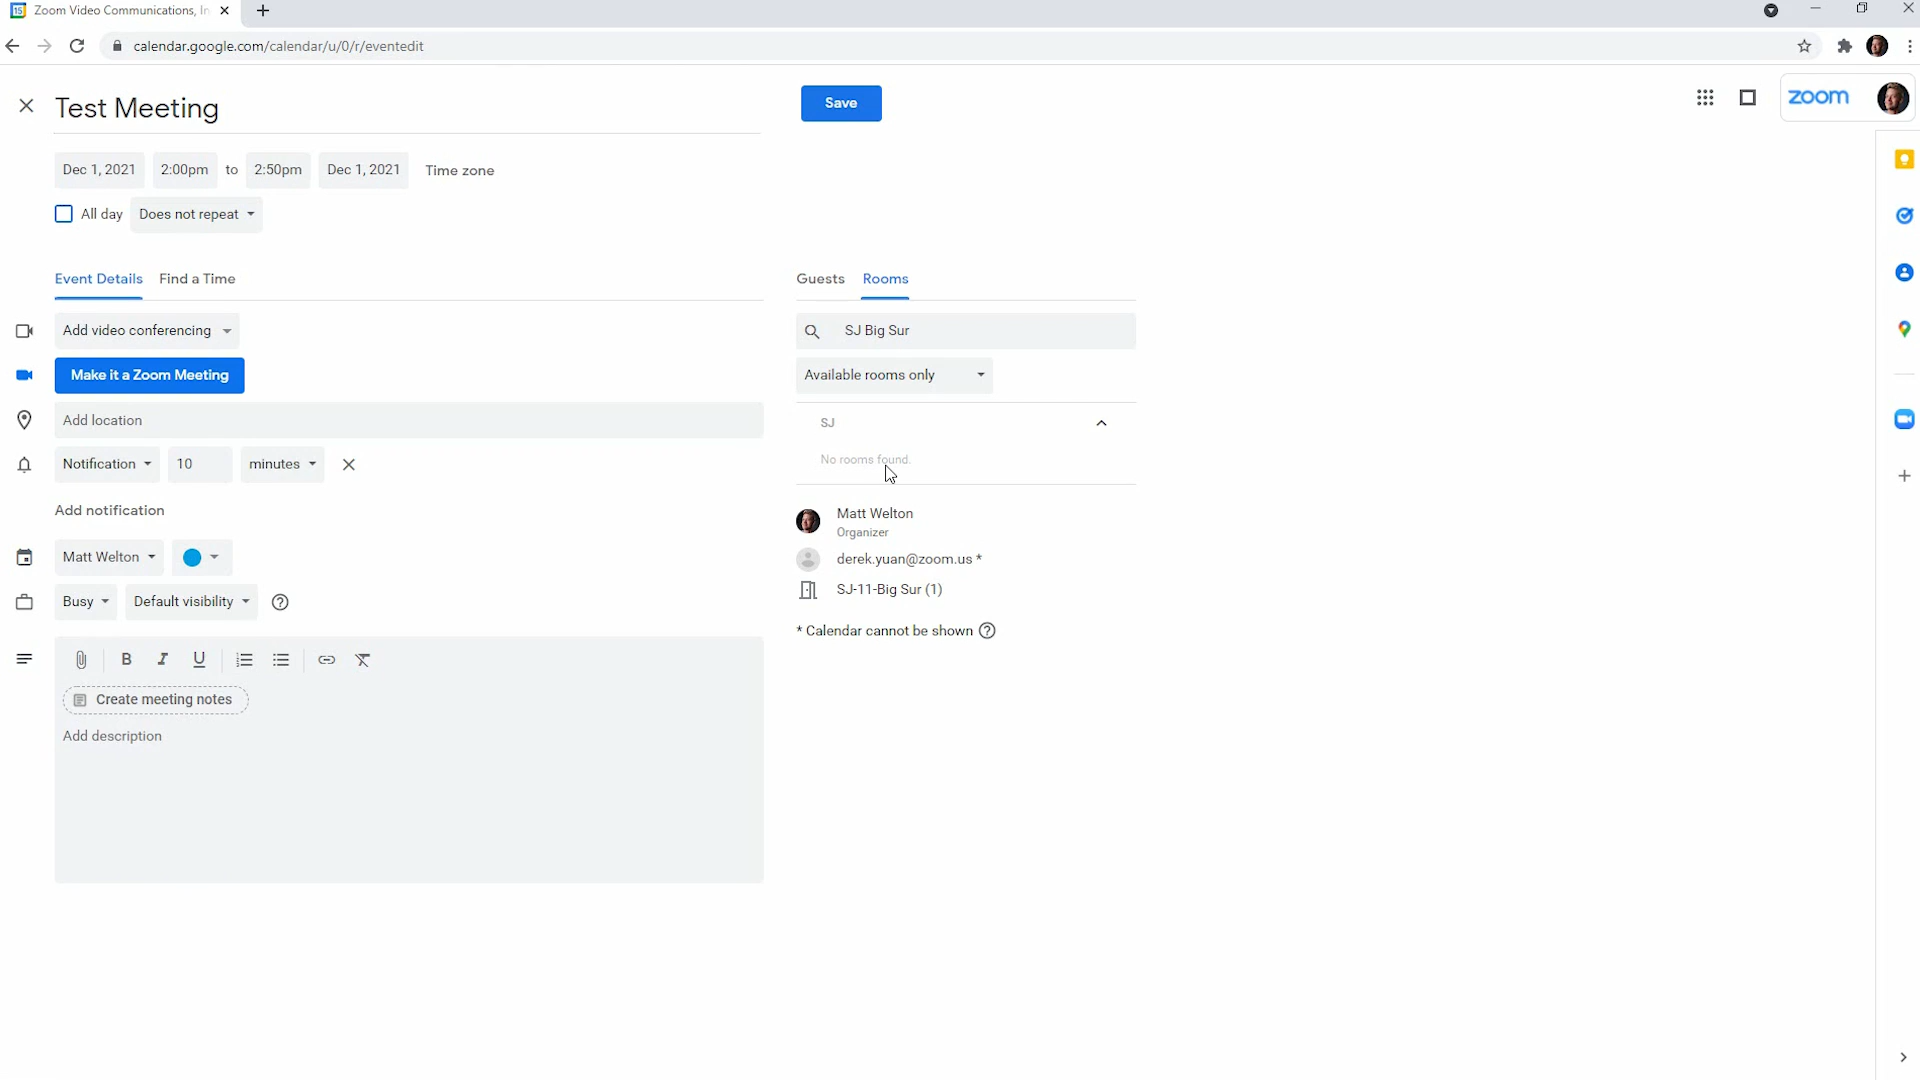 15
Zoom Video Communications, In
calendar.google.com/calendar/u/0/r/eventedit
Test Meeting
Save
zoom
Dec 1, 2021 2:00pm to 2:50pm Dec 1, 2021 Time zone
All day Does not repeat
Event Details Find a Time
Guests Rooms
Add video conferencing
SJ Big Sur
Make it a Zoom Meeting
Available rooms only
Add location
SJ
No rooms found.
Notification 10 minutes
Add notification
Matt Welton
Organizer
Matt Welton
derek.yuan@zoom.us *
SJ-11-Big Sur (1)
Busy Default visibility
* Calendar cannot be shown
B I U
Create meeting notes
Add description